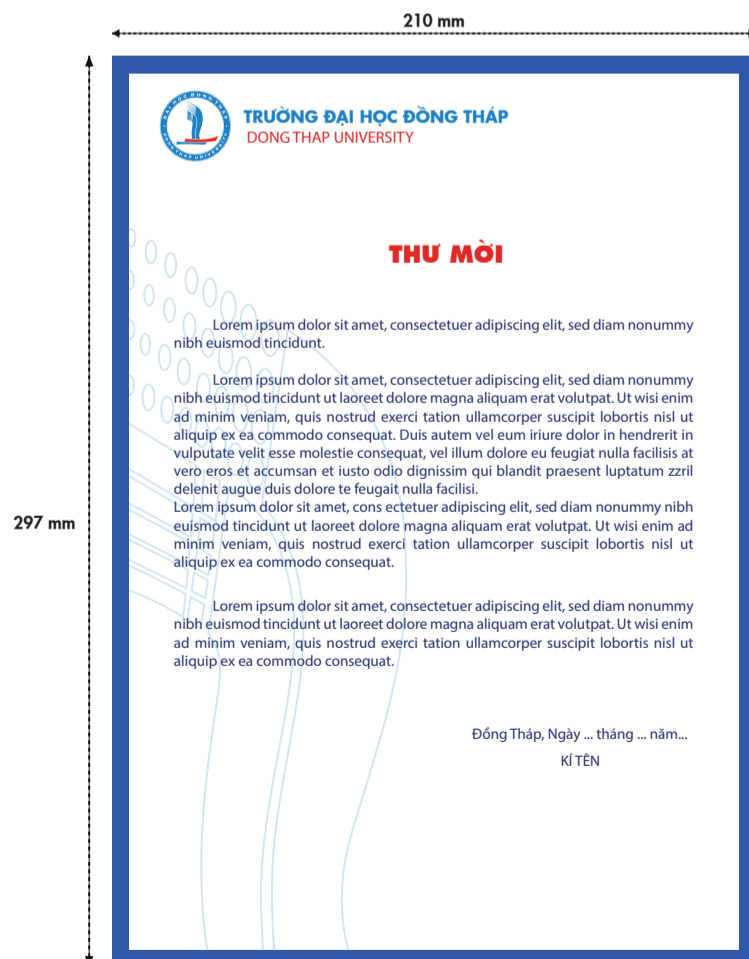 210 mm
ĐẠI HỌC ĐỒNG THÁP
DONG THAP UNIVERSITY
TRƯỜNG ĐẠI HỌC ĐỒNG THÁP
DONG THAP UNIVERSITY
THƯ MỜI
Lorem ipsum dolor sit amet, consectetuer adipiscing elit, sed diam nonummy
nibh euismod tincidunt.
Lorem ipsum dolor sit amet, consectetuer adipiscing elit, sed diam nonummy
nibh euismod tincidunt ut laoreet dolore magna aliquam erat volutpat. Ut wisi enim
ad minim veniam, quis nostrud exerci tation ullamcorper suscipit lobortis nisl ut
aliquip ex ea commodo consequat. Duis autem vel eum iriure dolor in hendrerit in
vulputate velit esse molestie consequat, vel illum dolore eu feugiat nulla facilisis at
vero eros et accumsan et iusto odio dignissim qui blandit praesent luptatum zzril
delenit augue duis dolore te feugait nulla facilisi.
Lorem ipsum dolor sit amet, cons ectetuer adipiscing elit, sed diam nonummy nibh
euismod tincidunt ut laoreet dolore magna aliquam erat volutpat. Ut wisi enim ad
minim veniam, quis nostrud exerci tation ullamcorper suscipit lobortis nisl ut
aliquip ex ea commodo consequat.
297 mm
Lorem ipsum dolor sit amet, consectetuer adipiscing elit, sed diam nonummy
nibh euismod tincidunt ut laoreet dolore magna aliquam erat volutpat. Ut wisi enim
ad minim veniam, quis nostrud exerci tation ullamcorper suscipit lobortis nisl ut
aliquip ex ea commodo consequat.
Đồng Tháp, Ngày ... tháng ... năm...
KÍ TÊN